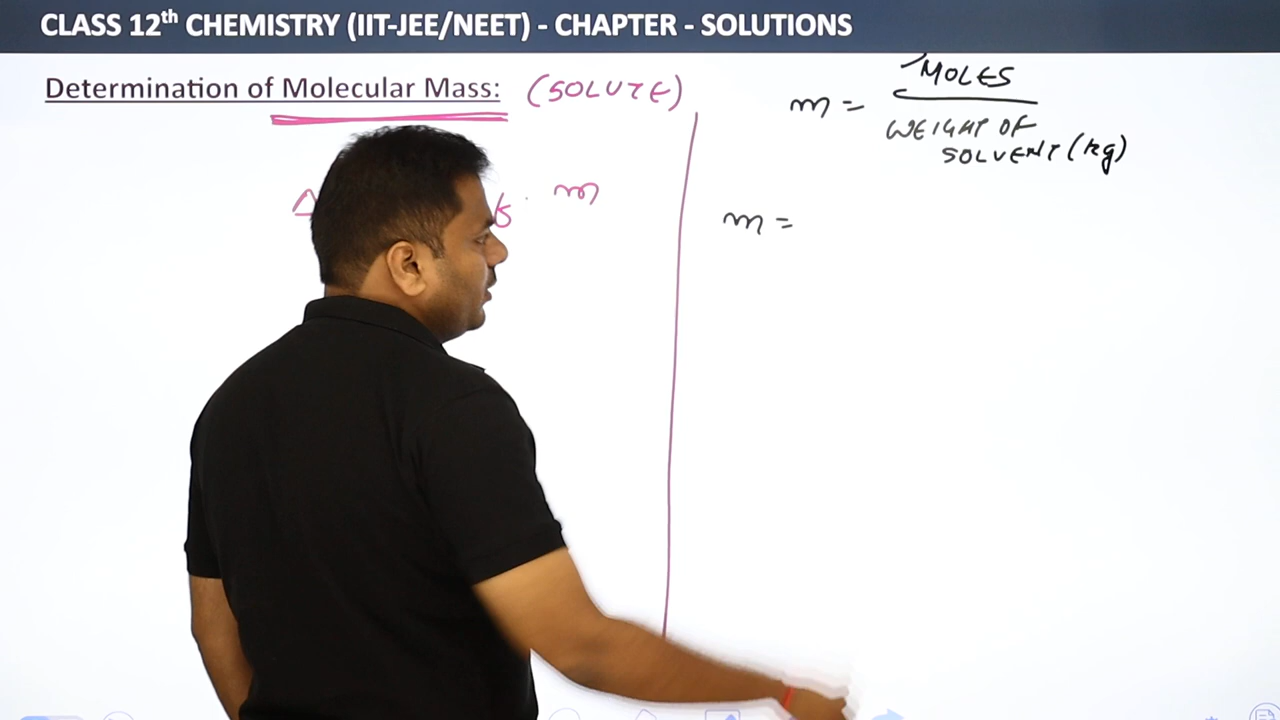 CLASS 12th CHEMISTRY (IIT-JEE/NEET) - CHAPTER - SOLUTIONS
Determination of Molecular Mass: (SOLUTE)
m = MOLES
WEIGHT OF
SOLVENT (kg)
m
m =